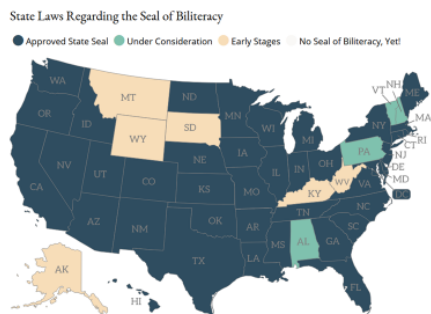 State Laws Regarding the Seal of Biliteracy
Approved State Seal Under Consideration Early Stages No Seal of Biliteracy, Yet!
WA MT ND MN VT NH ME
OR ID WY SD WI MI NY MA
RI
CT
NV UT NE IA IL IN OH PA NJ
DE
CA CO KS MO KY WV VA MD
DC
AZ NM OK AR TN NC
SC
TX LA MS AL GA
AK HI FL